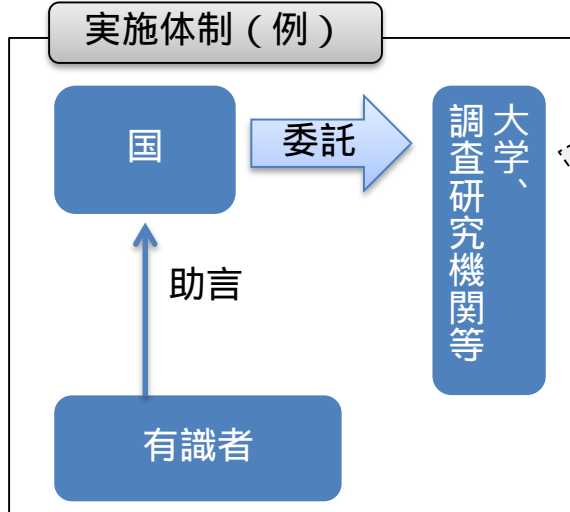 実施体制（例）
国
委託
大学、
調査研究機関等
助言
有識者